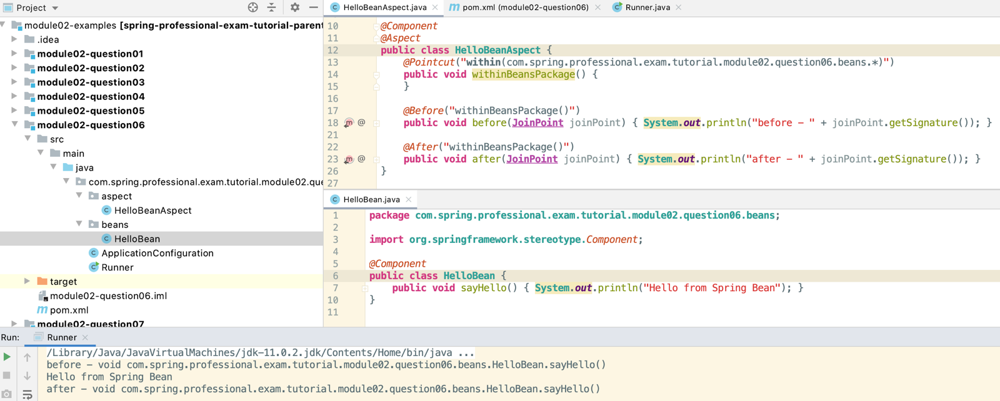 Project
module02-examples [spring-professional-exam-tutorial-parent
.idea
module02-question01
module02-question02
module02-question03
module02-question04
module02-question05
module02-question06
src
main
java
com.spring.professional.exam.tutorial.module02.que
aspect
HelloBeanAspect
beans
HelloBean
ApplicationConfiguration
Runner
target
module02-question06.iml
pom.xml
module02-question07
HelloBeanAspect.java pom.xml (module02-question06) Runner.java
10 @Component
11 @Aspect
12 public class HelloBeanAspect {
13 @Pointcut("within(com.spring.professional.exam.tutorial.module02.question06.beans.*)")
14 public void withinBeansPackage() {
15 }
16
17 @Before("withinBeansPackage()")
18 public void before(JoinPoint joinPoint) { System.out.println("before - " + joinPoint.getSignature()); }
21
22 @After("withinBeansPackage()")
23 public void after(JoinPoint joinPoint) { System.out.println("after - " + joinPoint.getSignature()); }
26 }
27
HelloBean.java
1 package com.spring.professional.exam.tutorial.module02.question06.beans;
2
3 import org.springframework.stereotype.Component;
4
5 @Component
6 public class HelloBean {
7 public void sayHello() { System.out.println("Hello from Spring Bean"); }
10 }
11
Run: Runner
/Library/Java/JavaVirtualMachines/jdk-11.0.2.jdk/Contents/Home/bin/java ...
before - void com.spring.professional.exam.tutorial.module02.question06.beans.HelloBean.sayHello()
Hello from Spring Bean
after - void com.spring.professional.exam.tutorial.module02.question06.beans.HelloBean.sayHello()